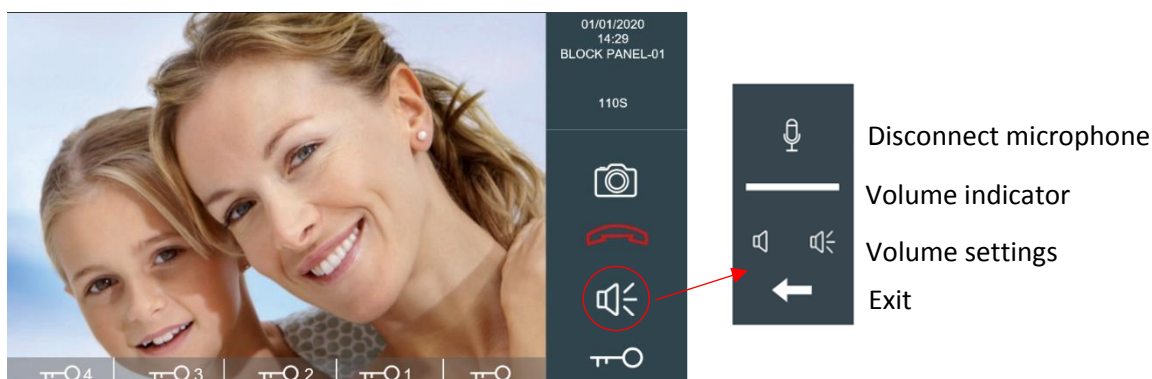 01/01/2020
14:29
BLOCK PANEL-01
110S
Disconnect microphone
Volume indicator
Volume settings
Exit
4
3
2
1